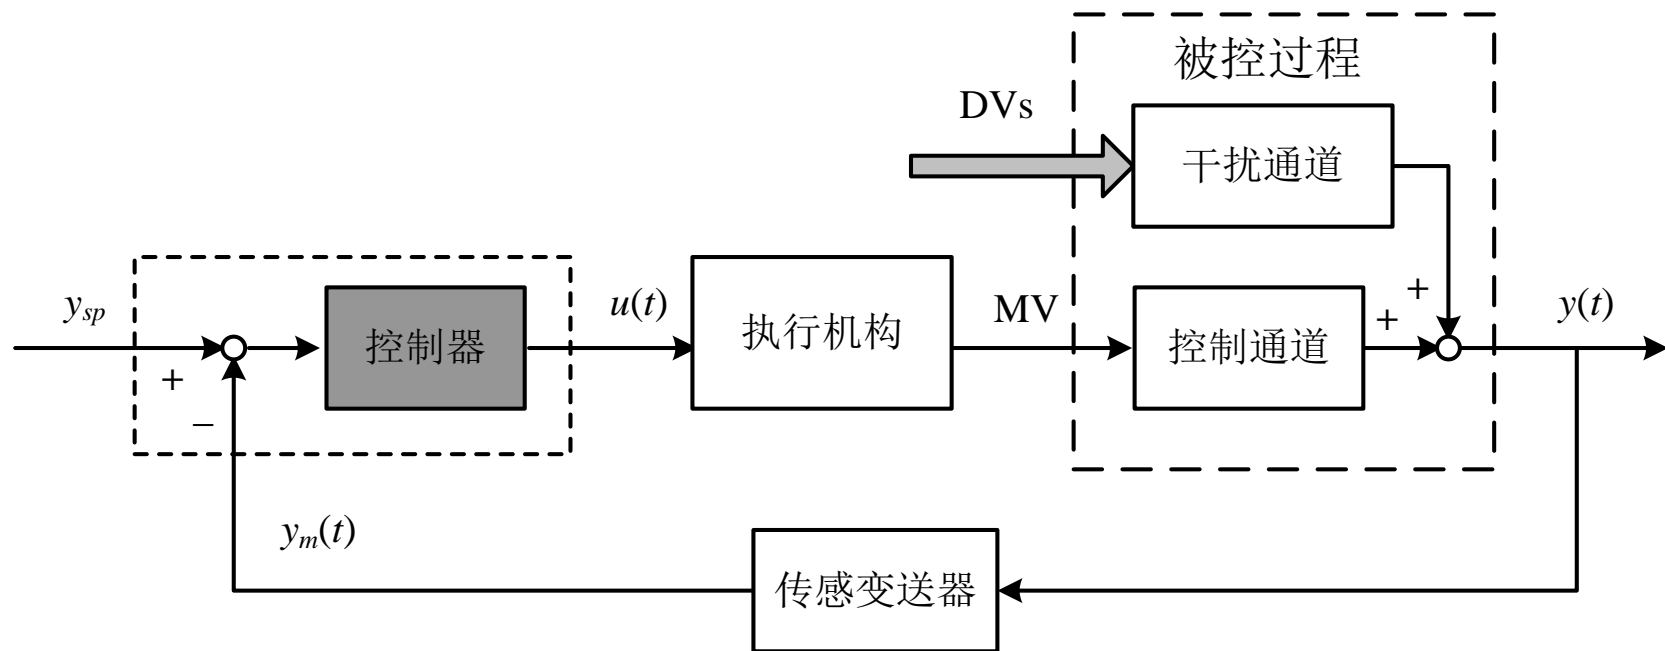 被控过程
DVs
干扰通道
+
y_sp
控制器
u(t)
执行机构
MV
控制通道
+
y(t)
+
−
y_m(t)
传感变送器